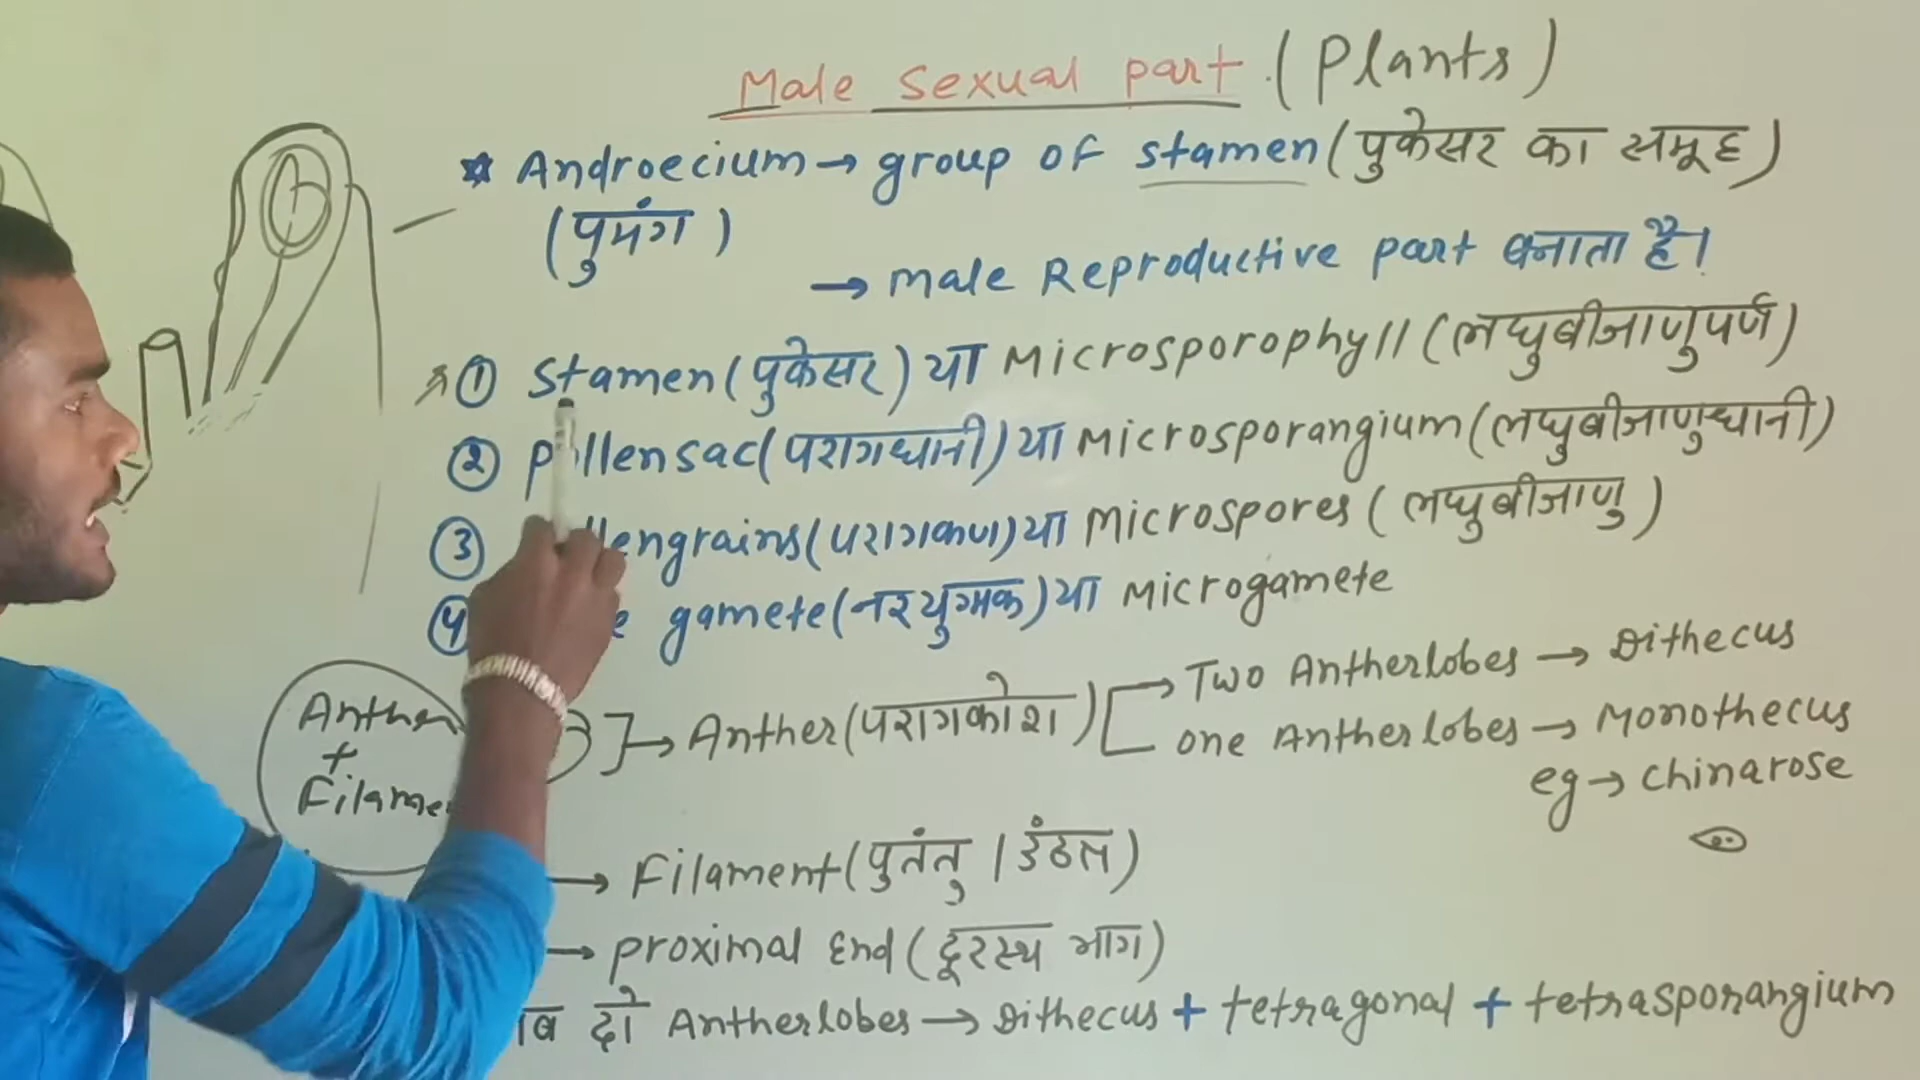 Male Sexual part (Plants)
* Androecium → group of stamen (पुकेसर का समूह)
(पुमंग)
→ male Reproductive part बनाता है।
① Stamen (पुकेसर) या Microsporophyll (लघुबीजाणुपर्ण)
② pollensac (परागधानी) या Microsporangium (लघुबीजाणुधानी)
③ engrains (परागकण) या Microspores (लघुबीजाणु)
④ gamete (नरयुग्मक) या Microgamete
Anther
+
Filame
→ Anther (परागकोश)
→ Two Antherlobes → Dithecus
one Antherlobes → Monothecus
eg → chinarose
→ Filament (पुतंतु / डंठल)
→ proximal End (दूरस्थ भाग)
दो Antherlobes → Dithecus + tetragonal + tetrasporangium